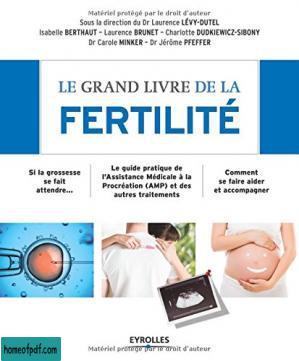 Matériel protégé par le droit d'auteur
Sous la direction du Dr Laurence LÉVY-DUTEL
Isabelle BERTHAUT – Laurence BRUNET – Charlotte DUDKIEWICZ-SIBONY
Dr Carole MINKER – Dr Jérôme PFEFFER
LE GRAND LIVRE DE LA
FERTILITÉ
Si la grossesse
se fait
attendre...
Le guide pratique de
l'Assistance Médicale à la
Procréation (AMP) et des
autres traitements
Comment
se faire aider
et accompagner
EYROLLES
Matériel protégé par le droit d'auteur
homeofpdf.com